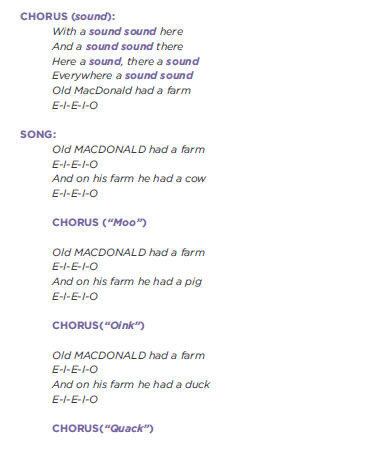 CHORUS (sound):
With a sound sound here
And a sound sound there
Here a sound, there a sound
Everywhere a sound sound
Old MacDonald had a farm
E-I-E-I-O
SONG:
Old MACDONALD had a farm
E-I-E-I-O
And on his farm he had a cow
E-I-E-I-O
CHORUS (“Moo”)
Old MACDONALD had a farm
E-I-E-I-O
And on his farm he had a pig
E-I-E-I-O
CHORUS(“Oink”)
Old MACDONALD had a farm
E-I-E-I-O
And on his farm he had a duck
E-I-E-I-O
CHORUS(“Quack”)